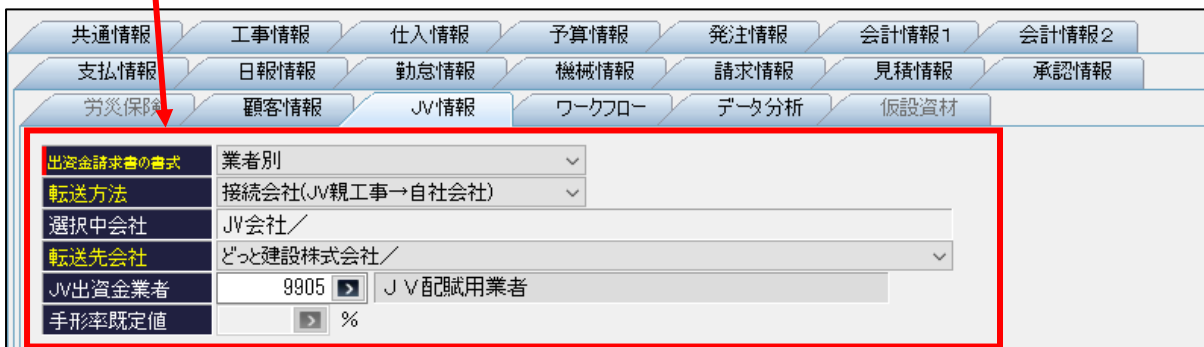 共通情報 工事情報 仕入情報 予算情報 発注情報 会計情報1 会計情報2
支払情報 日報情報 勤怠情報 機械情報 請求情報 見積情報 承認情報
労災保険 顧客情報 JV情報 ワークフロー データ分析 仮設資材
出資金請求書の書式 業者別
転送方法 接続会社(JV親工事→自社会社)
選択中会社 JV会社／
転送先会社 どっと建設株式会社／
JV出資金業者 9905 ＪＶ配賦用業者
手形率既定値 %